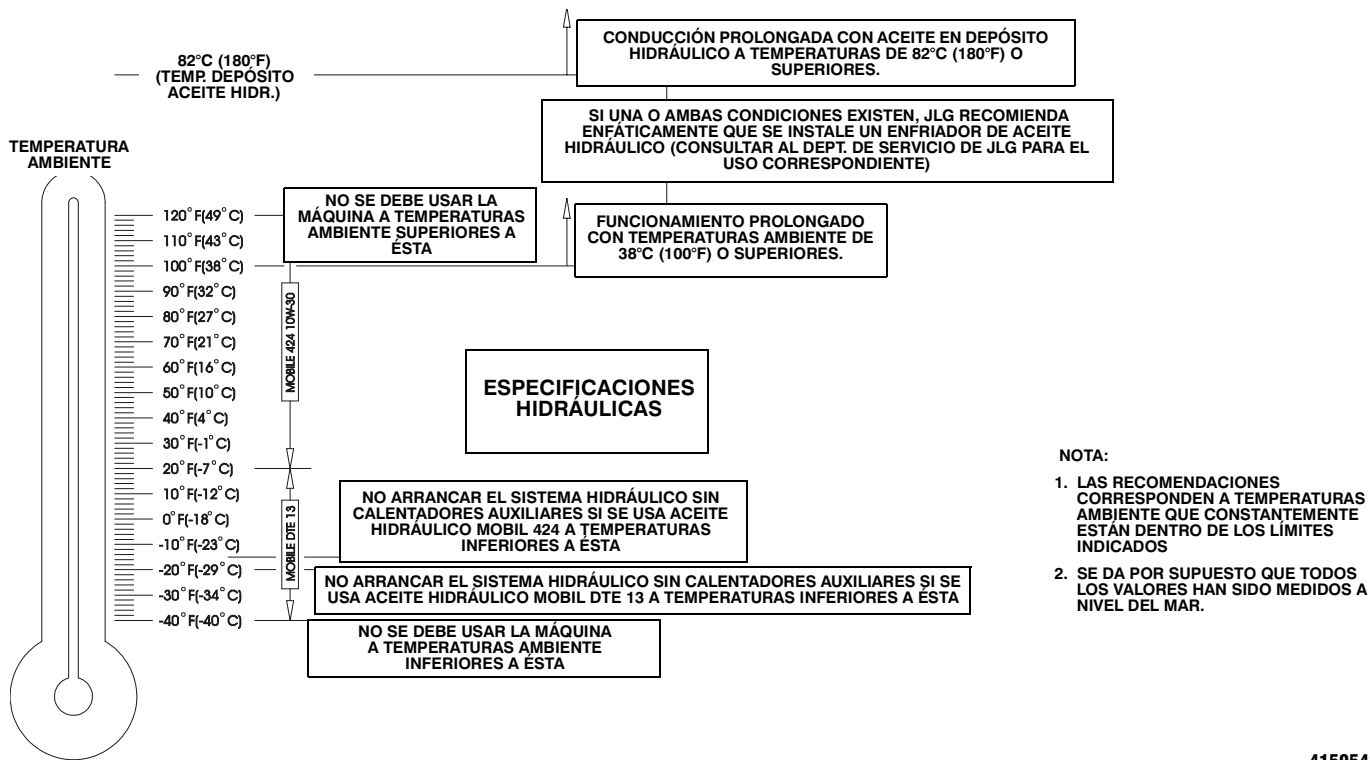 82°C (180°F)
(TEMP. DEPÓSITO
ACEITE HIDR.)
CONDUCCIÓN PROLONGADA CON ACEITE EN DEPÓSITO
HIDRÁULICO A TEMPERATURAS DE 82°C (180°F) O
SUPERIORES.
SI UNA O AMBAS CONDICIONES EXISTEN, JLG RECOMIENDA
ENFÁTICAMENTE QUE SE INSTALE UN ENFRIADOR DE ACEITE
HIDRÁULICO (CONSULTAR AL DEPT. DE SERVICIO DE JLG PARA EL
USO CORRESPONDIENTE)
TEMPERATURA
AMBIENTE
NO SE DEBE USAR LA
MÁQUINA A TEMPERATURAS
AMBIENTE SUPERIORES A
ÉSTA
FUNCIONAMIENTO PROLONGADO
CON TEMPERATURAS AMBIENTE DE
38°C (100°F) O SUPERIORES.
120°F(49°C)
110°F(43°C)
100°F(38°C)
90°F(32°C)
80°F(27°C)
70°F(21°C)
60°F(16°C)
50°F(10°C)
40°F(4°C)
30°F(-1°C)
20°F(-7°C)
10°F(-12°C)
0°F(-18°C)
-10°F(-23°C)
-20°F(-29°C)
-30°F(-34°C)
-40°F(-40°C)
MOBILE 424 10W-30
MOBILE DTE 13
ESPECIFICACIONES
HIDRÁULICAS
NO ARRANCAR EL SISTEMA HIDRÁULICO SIN
CALENTADORES AUXILIARES SI SE USA ACEITE
HIDRÁULICO MOBIL 424 A TEMPERATURAS
INFERIORES A ÉSTA
NO ARRANCAR EL SISTEMA HIDRÁULICO SIN CALENTADORES AUXILIARES SI SE
USA ACEITE HIDRÁULICO MOBIL DTE 13 A TEMPERATURAS INFERIORES A ÉSTA
NO SE DEBE USAR LA MÁQUINA
A TEMPERATURAS AMBIENTE
INFERIORES A ÉSTA
NOTA:
1. LAS RECOMENDACIONES
CORRESPONDEN A TEMPERATURAS
AMBIENTE QUE CONSTANTEMENTE
ESTÁN DENTRO DE LOS LÍMITES
INDICADOS
2. SE DA POR SUPUESTO QUE TODOS
LOS VALORES HAN SIDO MEDIDOS A
NIVEL DEL MAR.